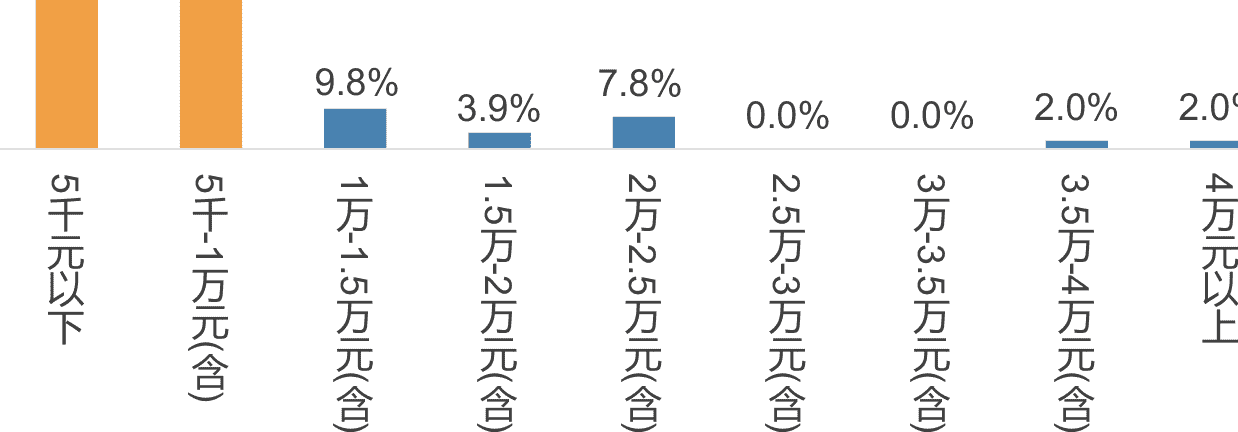 9.8%
3.9%
7.8%
0.0%
0.0%
2.0%
2.0%
5千元以下
5千-1万元(含)
1万-1.5万元(含)
1.5万-2万元(含)
2万-2.5万元(含)
2.5万-3万元(含)
3万-3.5万元(含)
3.5万-4万元(含)
4万元以上